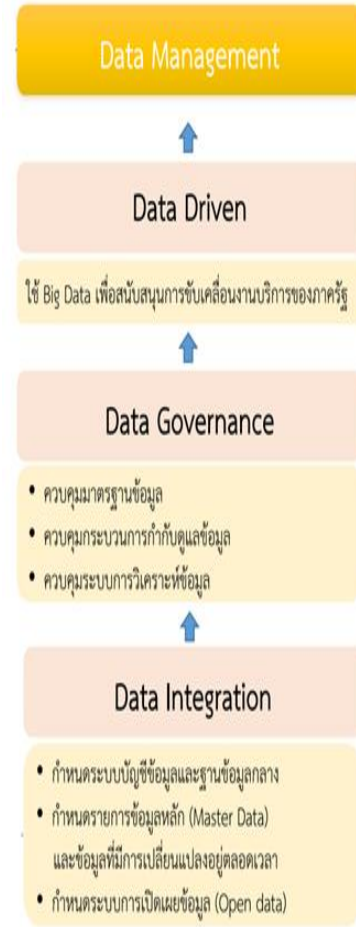 Data Management
Data Driven
ใช้ Big Data เพื่อสนับสนุนการขับเคลื่อนงานบริการของภาครัฐ
Data Governance
• ควบคุมมาตรฐานข้อมูล
• ควบคุมกระบวนการกำกับดูแลข้อมูล
• ควบคุมระบบการวิเคราะห์ข้อมูล
Data Integration
• กำหนดระบบบัญชีข้อมูลและฐานข้อมูลกลาง
• กำหนดรายการข้อมูลหลัก (Master Data)
และข้อมูลที่มีการเปลี่ยนแปลงอยู่ตลอดเวลา
• กำหนดระบบการเปิดเผยข้อมูล (Open data)